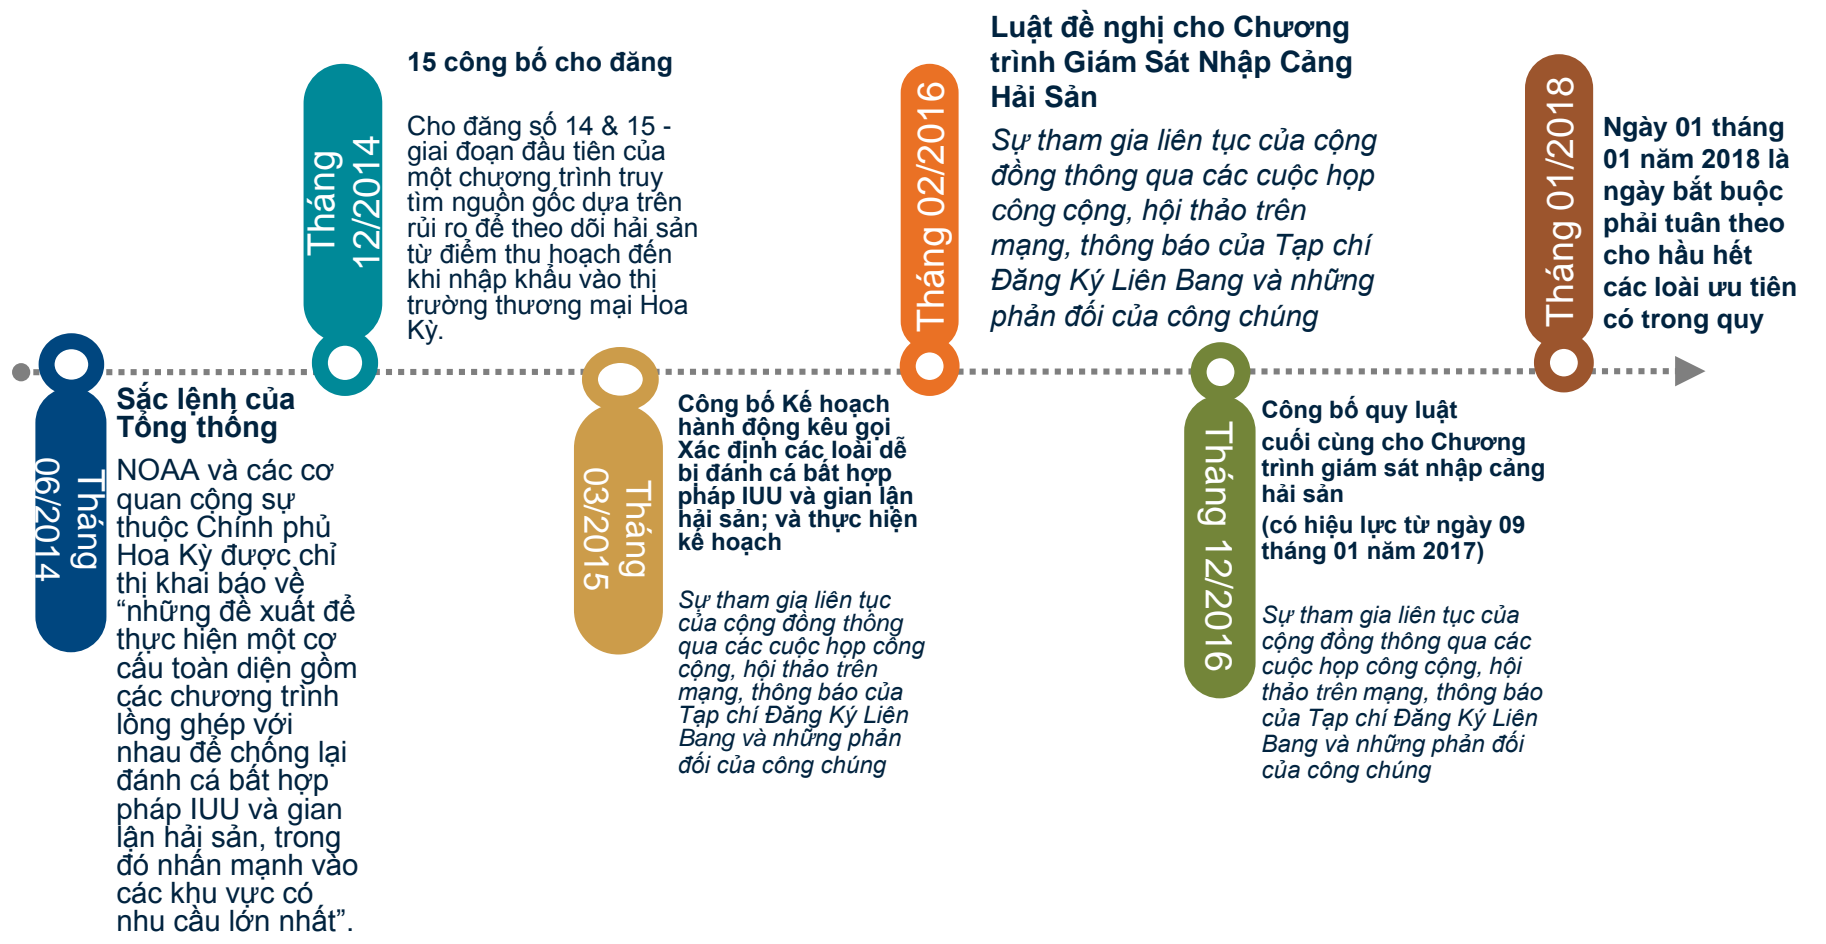 Tháng
06/2014
Sắc lệnh của
Tổng thống
NOAA và các cơ
quan cộng sự
thuộc Chính phủ
Hoa Kỳ được chỉ
thị khai báo về
“những đề xuất để
thực hiện một cơ
cấu toàn diện gồm
các chương trình
lồng ghép với
nhau để chống lại
đánh cá bất hợp
pháp IUU và gian
lận hải sản, trong
đó nhấn mạnh vào
các khu vực có
nhu cầu lớn nhất”.
Tháng
12/2014
15 công bố cho đăng
Cho đăng số 14 & 15 -
giai đoạn đầu tiên của
một chương trình truy
tìm nguồn gốc dựa trên
rủi ro để theo dõi hải sản
từ điểm thu hoạch đến
khi nhập khẩu vào thị
trường thương mại Hoa
Kỳ.
Tháng
03/2015
Công bố Kế hoạch
hành động kêu gọi
Xác định các loài dễ
bị đánh cá bất hợp
pháp IUU và gian lận
hải sản; và thực hiện
kế hoạch
Sự tham gia liên tục
của cộng đồng thông
qua các cuộc họp công
cộng, hội thảo trên
mạng, thông báo của
Tạp chí Đăng Ký Liên
Bang và những phản
đối của công chúng
Tháng 02/2016
Luật đề nghị cho Chương
trình Giám Sát Nhập Cảng
Hải Sản
Sự tham gia liên tục của cộng
đồng thông qua các cuộc họp
công cộng, hội thảo trên
mạng, thông báo của Tạp chí
Đăng Ký Liên Bang và những
phản đối của công chúng
Tháng 12/2016
Công bố quy luật
cuối cùng cho Chương
trình giám sát nhập cảng
hải sản
(có hiệu lực từ ngày 09
tháng 01 năm 2017)
Sự tham gia liên tục của
cộng đồng thông qua các
cuộc họp công cộng, hội
thảo trên mạng, thông báo
của Tạp chí Đăng Ký Liên
Bang và những phản đối
của công chúng
Tháng 01/2018
Ngày 01 tháng
01 năm 2018 là
ngày bắt buộc
phải tuân theo
cho hầu hết
các loài ưu tiên
có trong quy